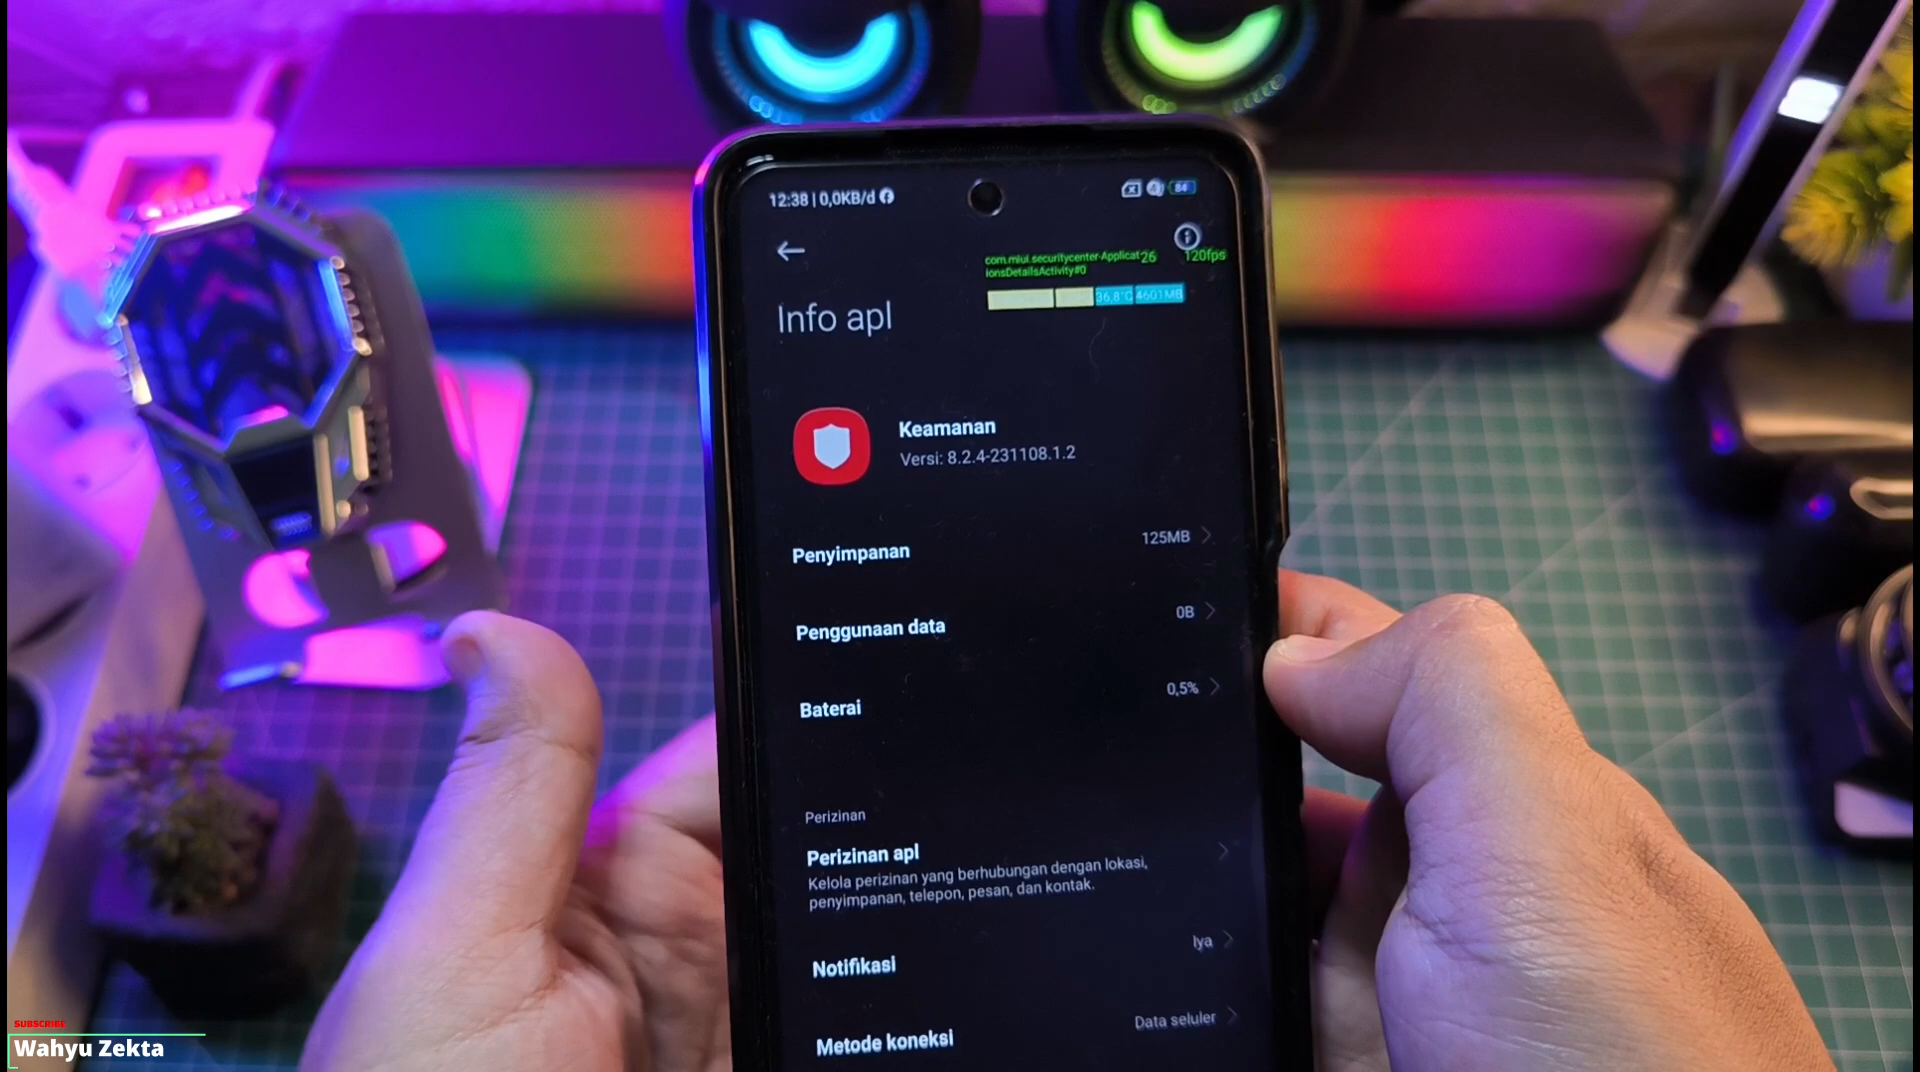 12:38 | 0,0KB/d
84
com.miui.securitycenter-Applicat 26
ionsDetailsActivity#0
120fps
36,8°C 4601MB
Info apl
Keamanan
Versi: 8.2.4-231108.1.2
Penyimpanan
125MB
Penggunaan data
0B
Baterai
0,5%
Perizinan
Perizinan apl
Kelola perizinan yang berhubungan dengan lokasi,
penyimpanan, telepon, pesan, dan kontak.
Notifikasi
Iya
Metode koneksi
Data seluler
SUBSCRIBE
Wahyu Zekta